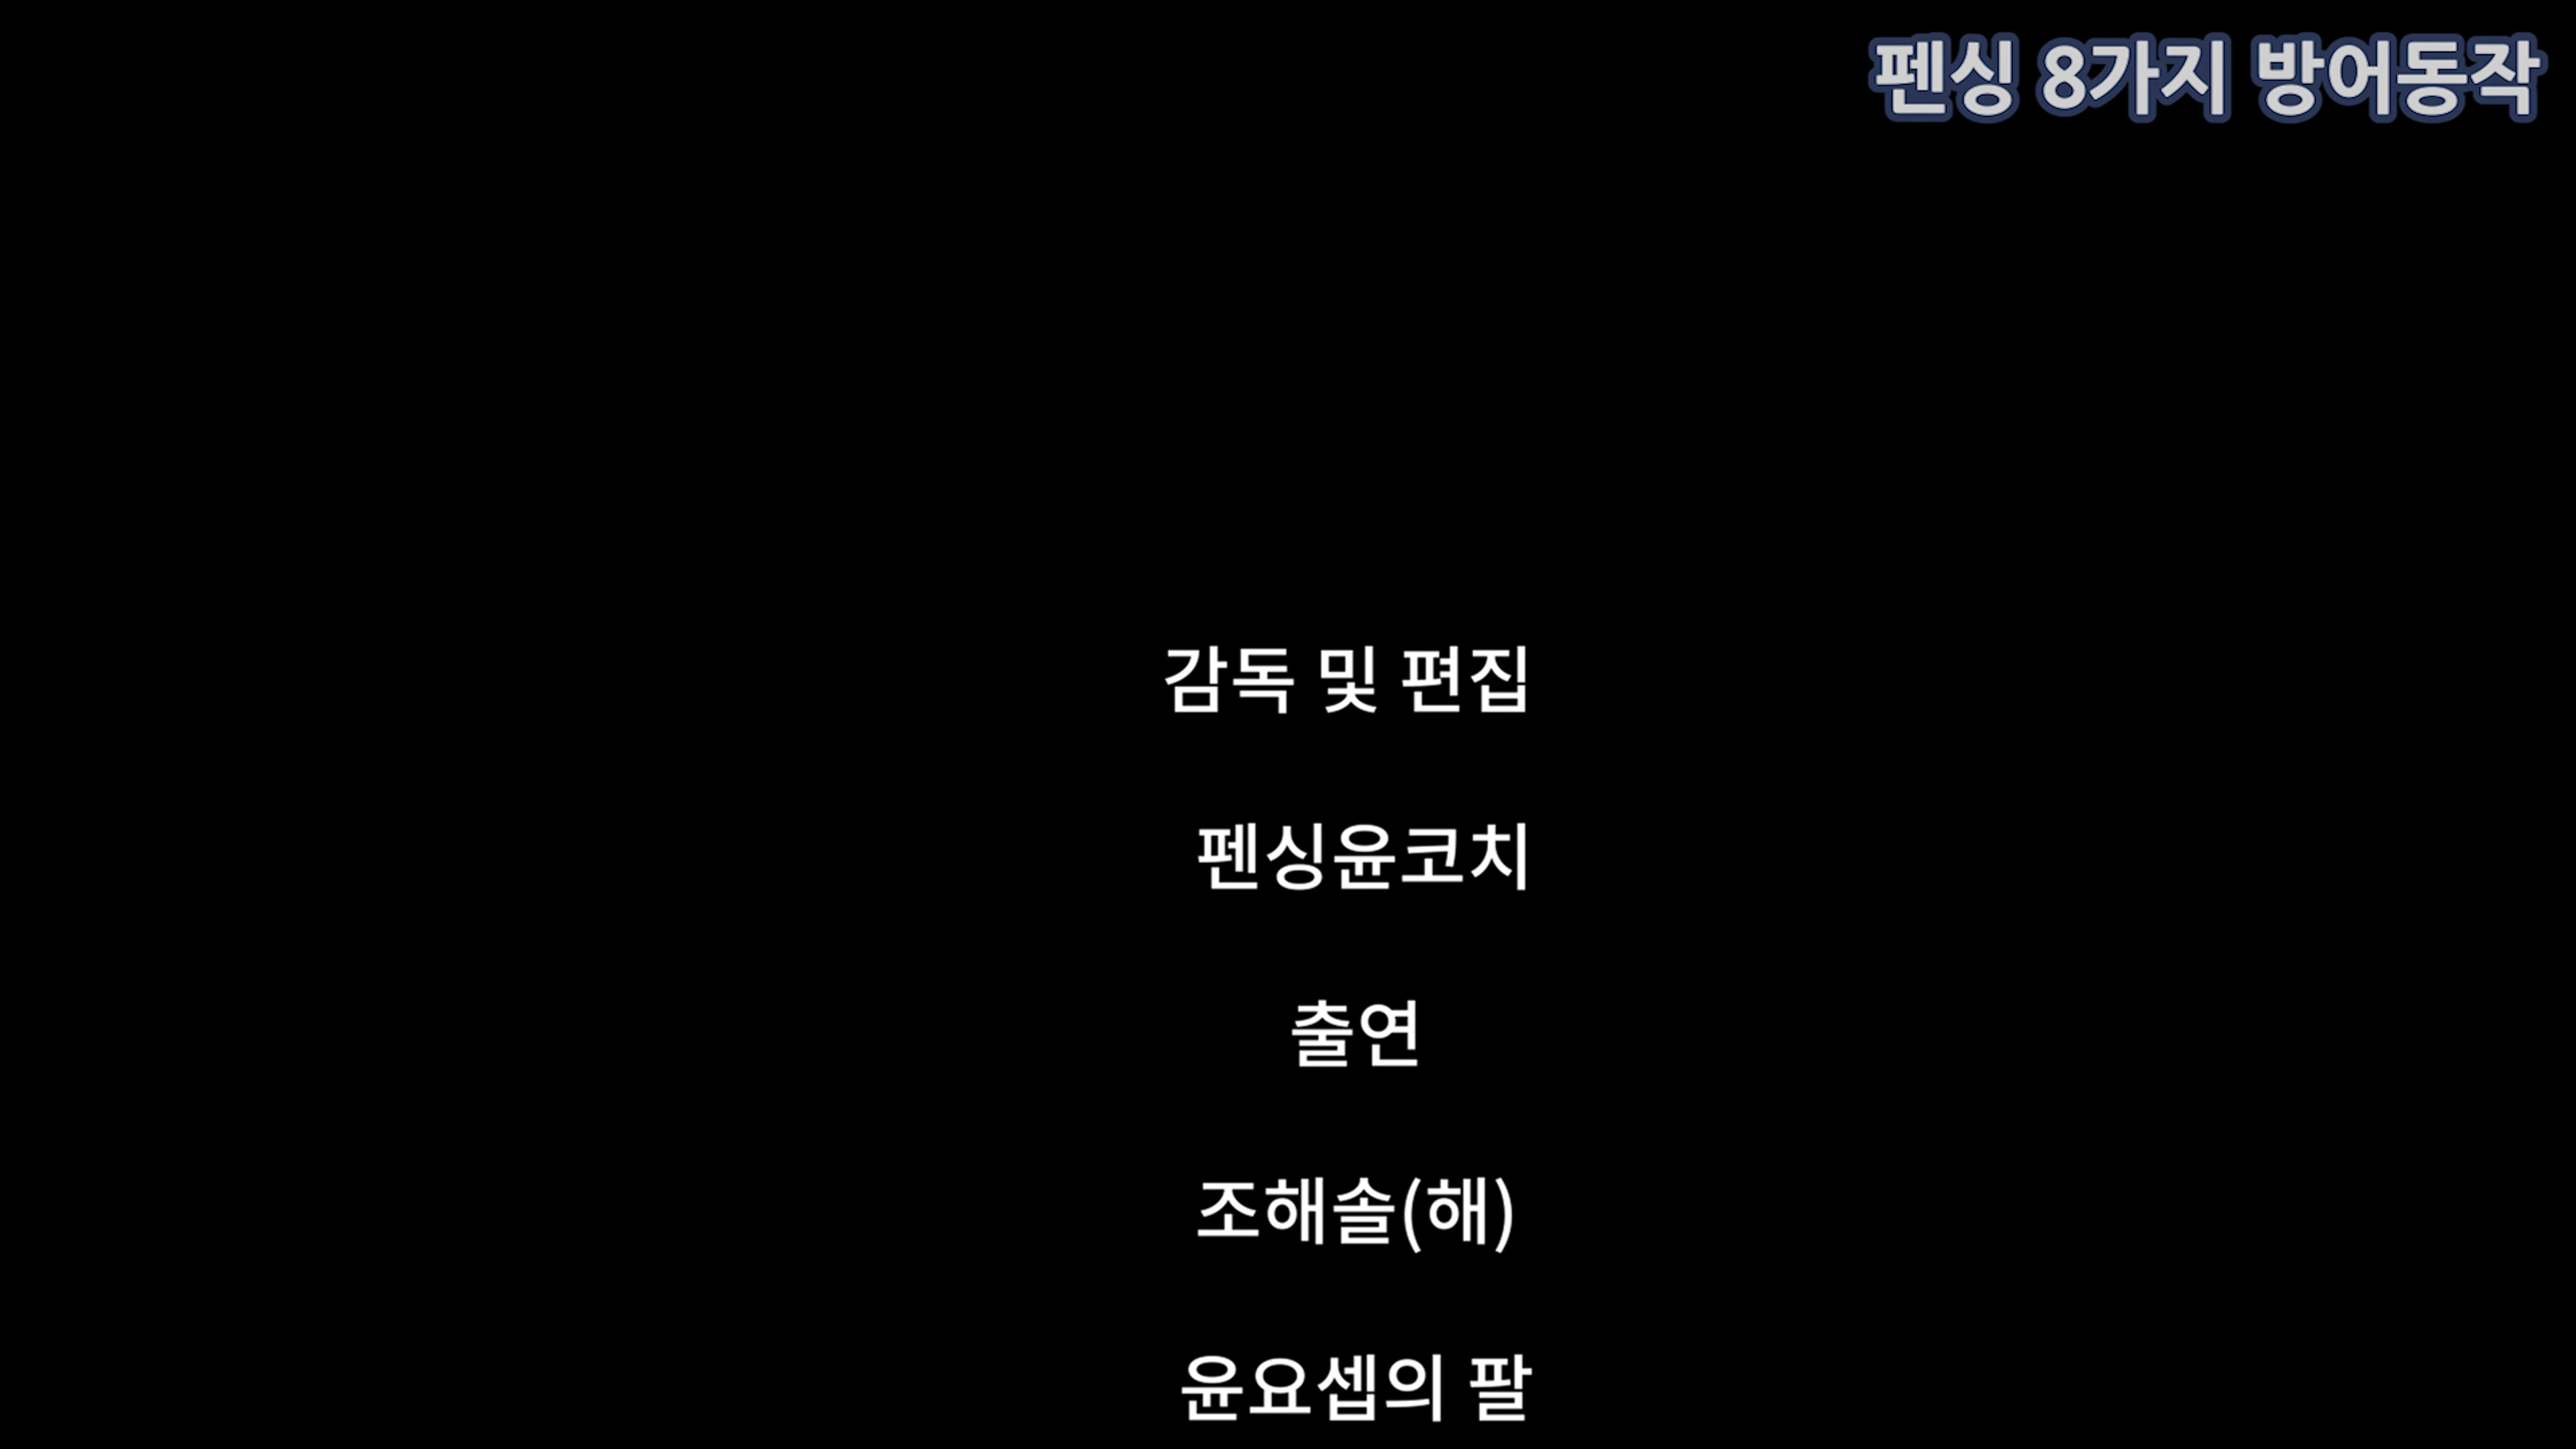 펜싱 8가지 방어동작
감독 및 편집
펜싱윤코치
출연
조해솔(해)
윤요셉의 팔